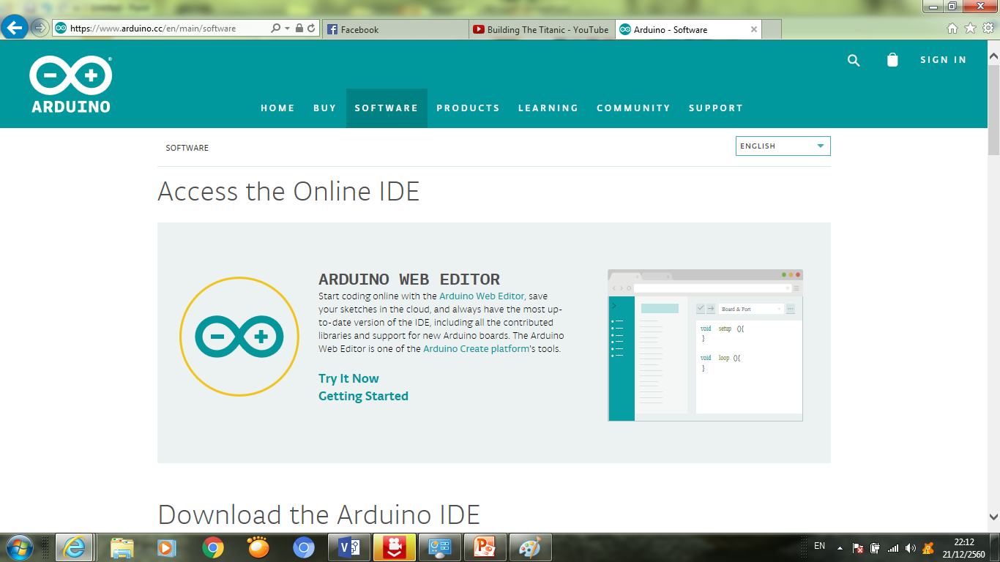 https://www.arduino.cc/en/main/software
Facebook
Building The Titanic - YouTube
Arduino - Software
ARDUINO
SIGN IN
HOME BUY SOFTWARE PRODUCTS LEARNING COMMUNITY SUPPORT
SOFTWARE
ENGLISH
Access the Online IDE
ARDUINO WEB EDITOR
Start coding online with the Arduino Web Editor, save
your sketches in the cloud, and always have the most up-
to-date version of the IDE, including all the contributed
libraries and support for new Arduino boards. The Arduino
Web Editor is one of the Arduino Create platform's tools.
Try It Now
Getting Started
Board & Port
void setup (){
}
void loop (){
}
Download the Arduino IDE
EN
22:12
21/12/2560